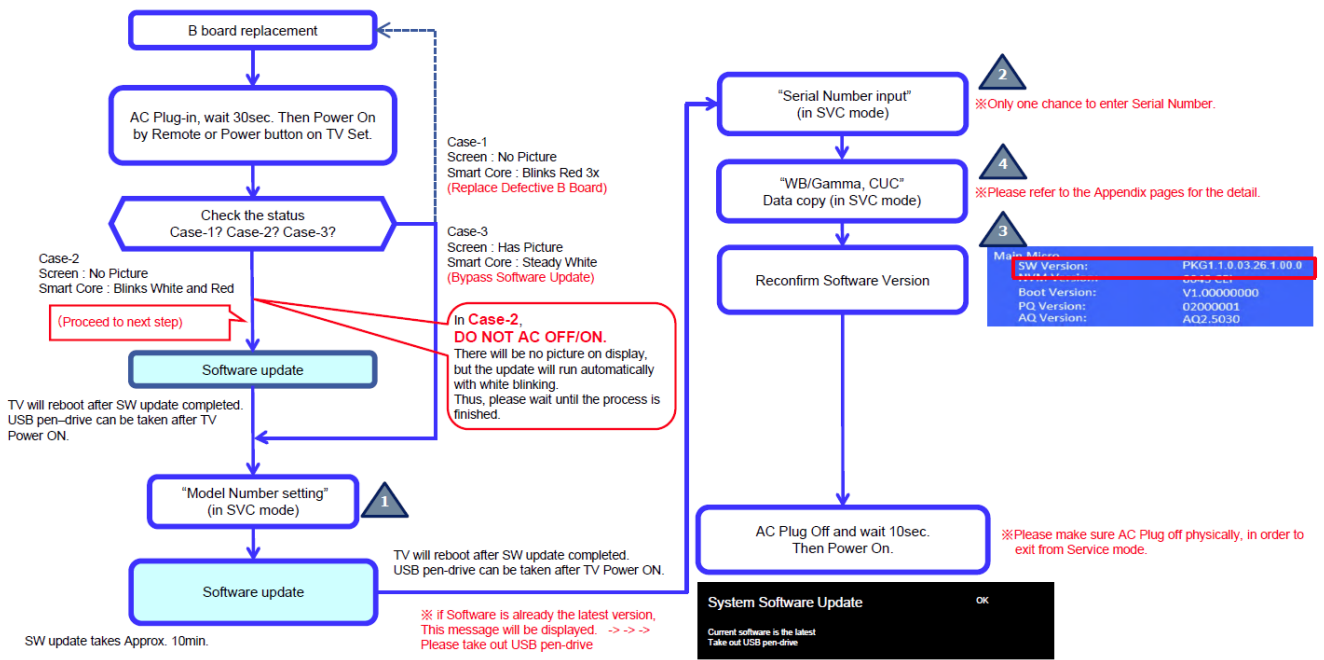 B board replacement
AC Plug-in, wait 30sec. Then Power On
by Remote or Power button on TV Set.
Case-1
Screen : No Picture
Smart Core : Blinks Red 3x
(Replace Defective B Board)
Check the status
Case-1? Case-2? Case-3?
Case-3
Screen : Has Picture
Smart Core : Steady White
(Bypass Software Update)
Case-2
Screen : No Picture
Smart Core : Blinks White and Red
(Proceed to next step)
In Case-2,
DO NOT AC OFF/ON.
There will be no picture on display,
but the update will run automatically
with white blinking.
Thus, please wait until the process is
finished.
Software update
TV will reboot after SW update completed.
USB pen–drive can be taken after TV
Power ON.
“Model Number setting”
(in SVC mode)
1
Software update
SW update takes Approx. 10min.
TV will reboot after SW update completed.
USB pen-drive can be taken after TV Power ON.
※ if Software is already the latest version,
This message will be displayed. -> -> ->
Please take out USB pen-drive
“Serial Number input”
(in SVC mode)
2
※Only one chance to enter Serial Number.
“WB/Gamma, CUC”
Data copy (in SVC mode)
4
※Please refer to the Appendix pages for the detail.
Reconfirm Software Version
3
Main Micro
SW Version: PKG1.1.0.03.26.1.00.0
Boot Version: V1.00000000
PQ Version: 02000001
AQ Version: AQ2.5030
AC Plug Off and wait 10sec.
Then Power On.
※Please make sure AC Plug off physically, in order to
exit from Service mode.
System Software Update OK
Current software is the latest
Take out USB pen-drive